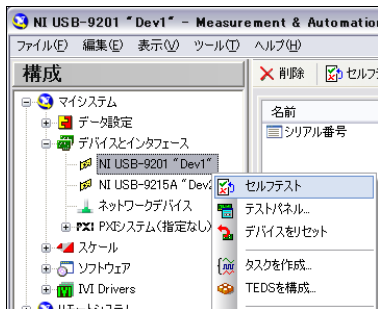 NI USB-9201 "Dev1" - Measurement & Automation
ファイル(F) 編集(E) 表示(V) ツール(T) ヘルプ(H)
構成
削除 セルフ
名前
シリアル番号
マイシステム
データ設定
デバイスとインタフェース
NI USB-9201 "Dev1"
NI USB-9215A "Dev
ネットワークデバイス
PXI PXIシステム(指定なし)
スケール
ソフトウェア
IVI Drivers
セルフテスト
テストパネル...
デバイスをリセット
タスクを作成...
TEDSを構成...